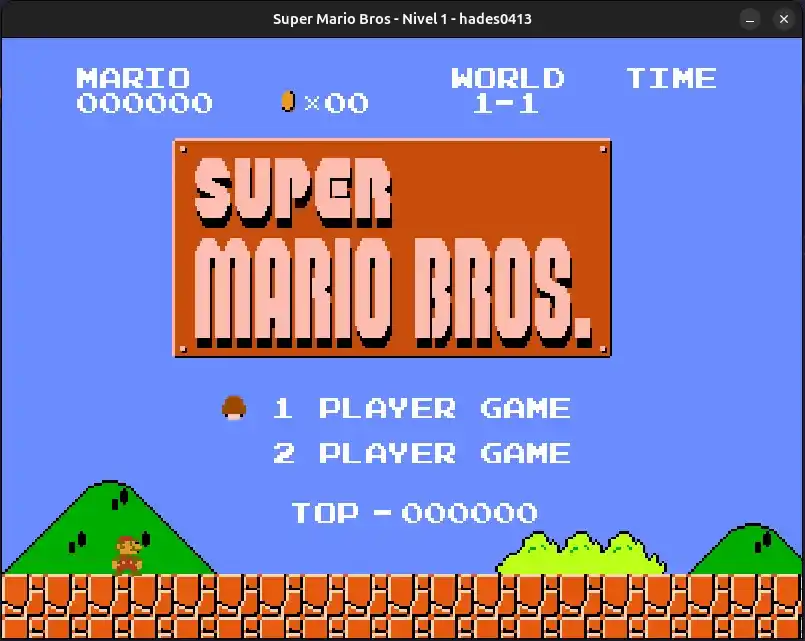 Super Mario Bros - Nivel 1 - hades0413
MARIO WORLD TIME
000000 ×00 1-1
SUPER
MARIO BROS.
1 PLAYER GAME
2 PLAYER GAME
TOP - 000000